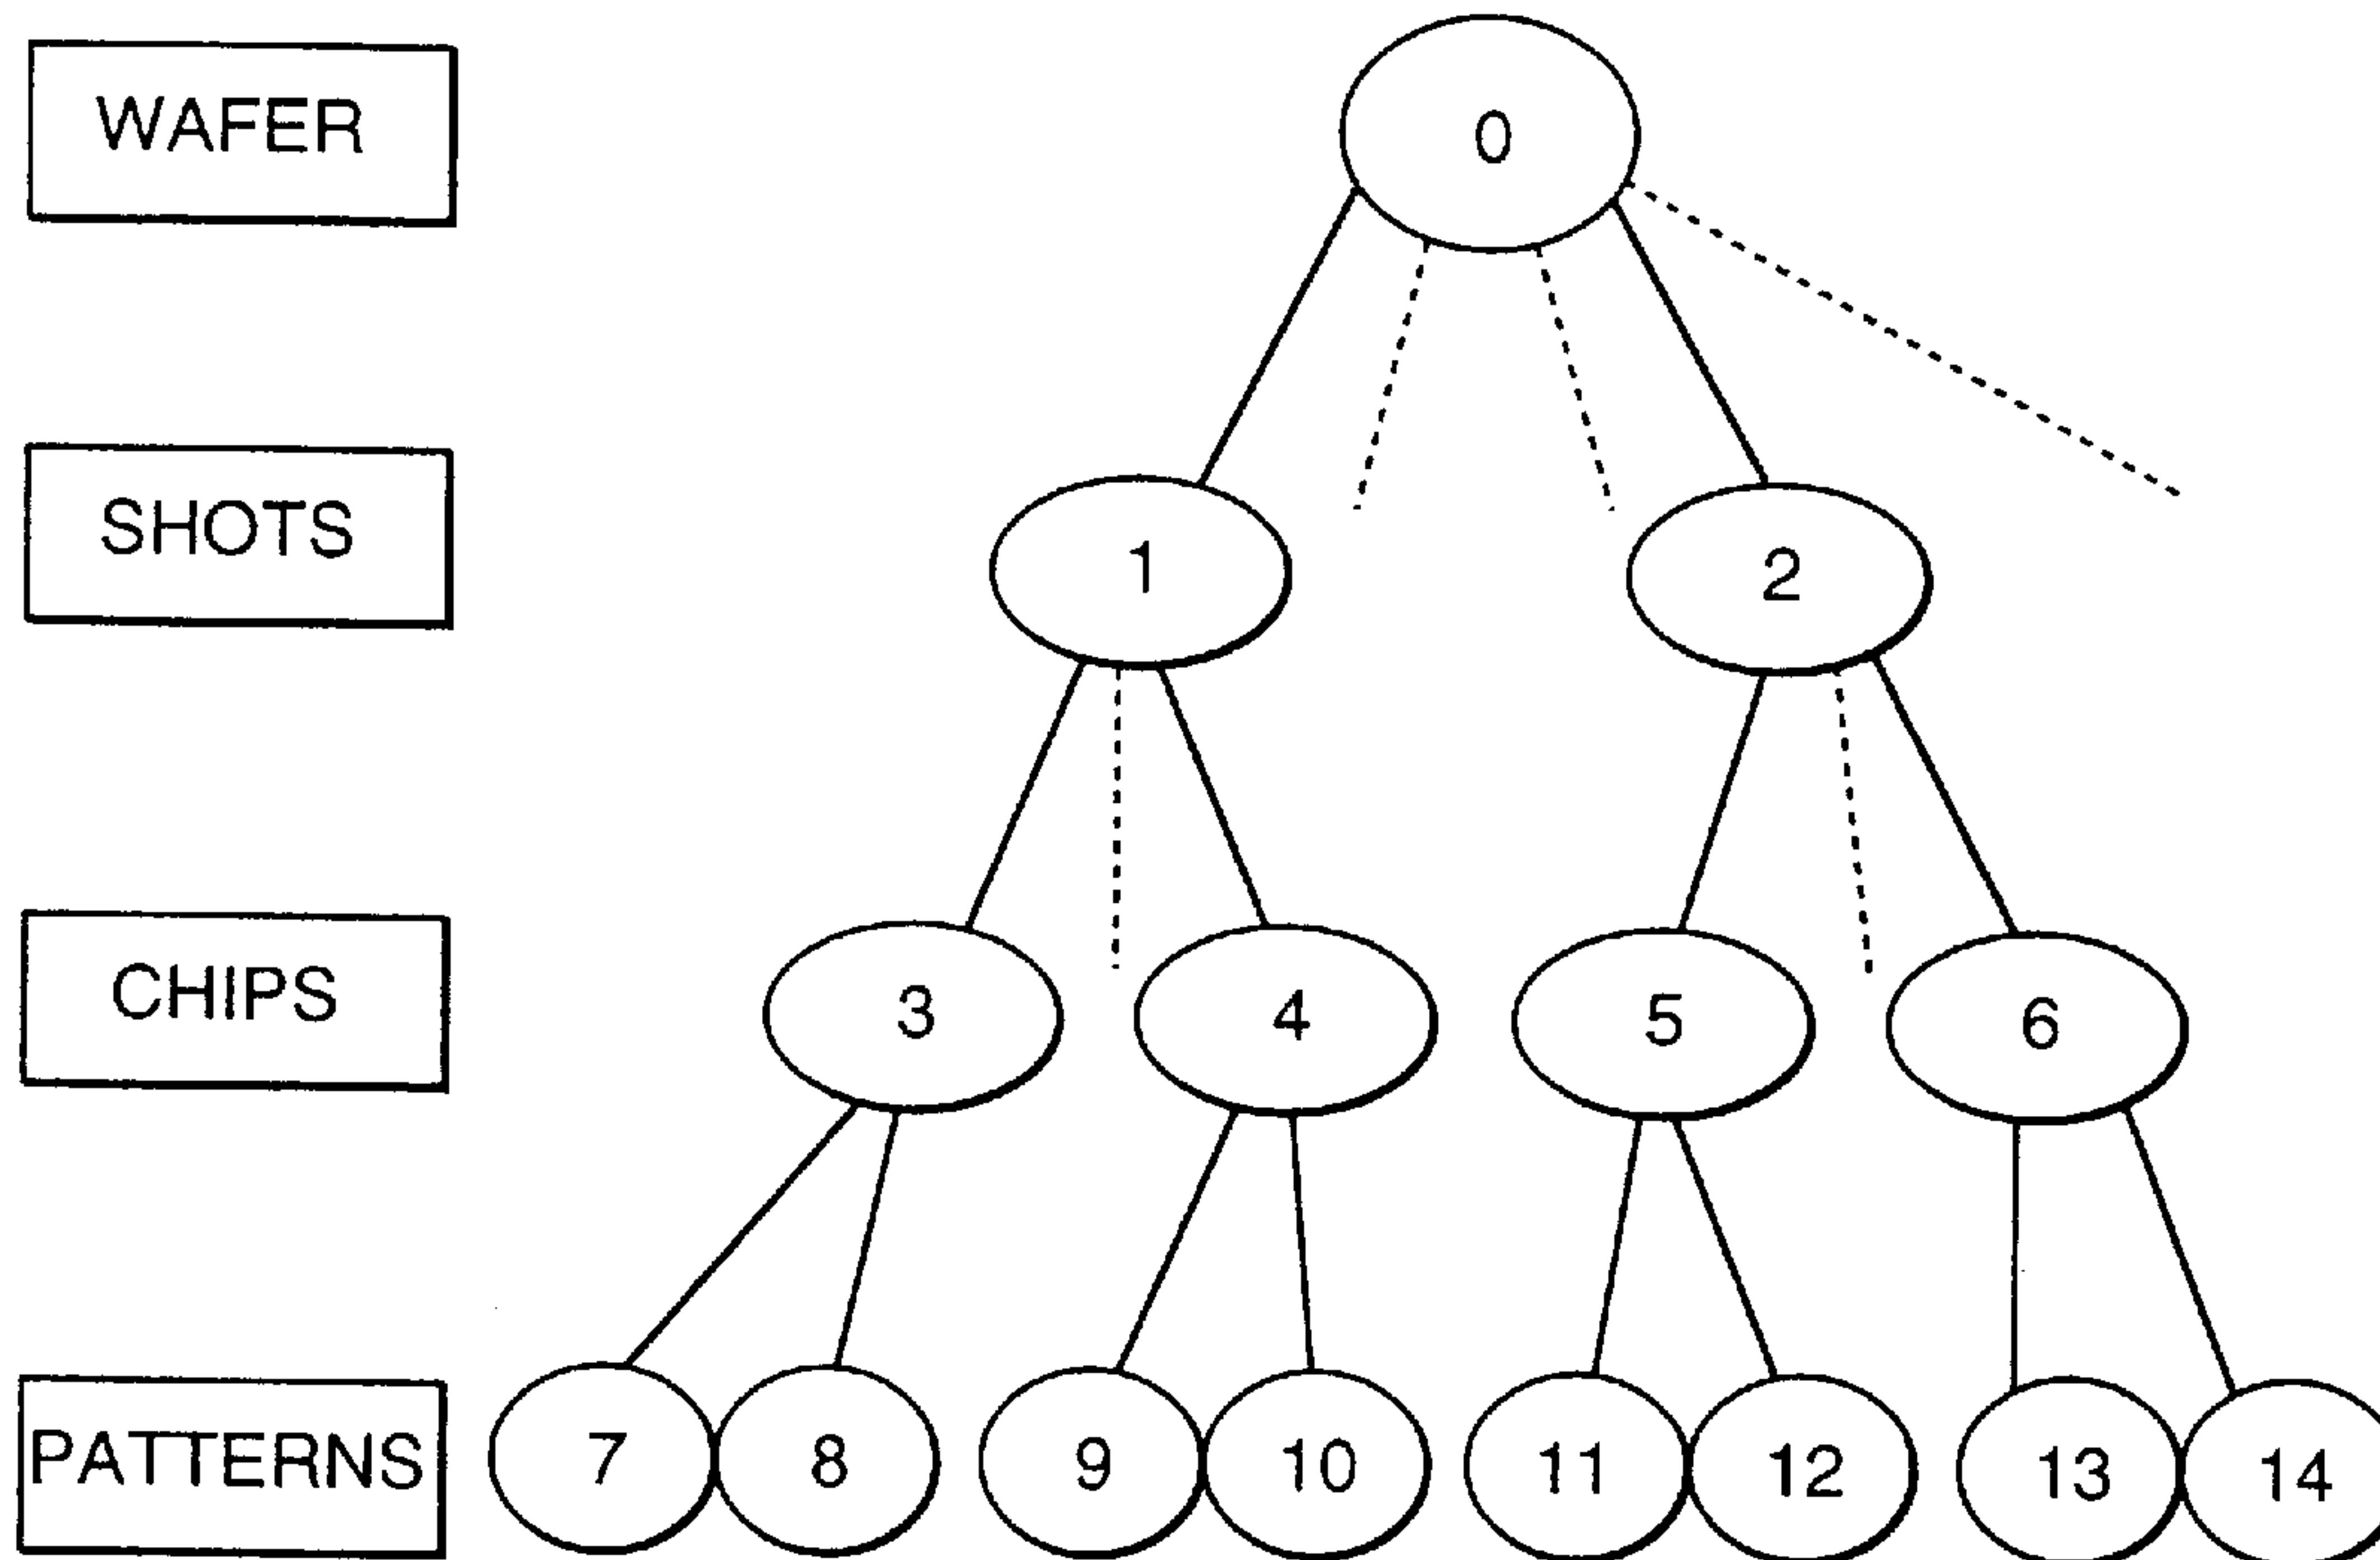 WAFER
0
SHOTS
1 2
CHIPS
3 4 5 6
PATTERNS
7 8 9 10 11 12 13 14